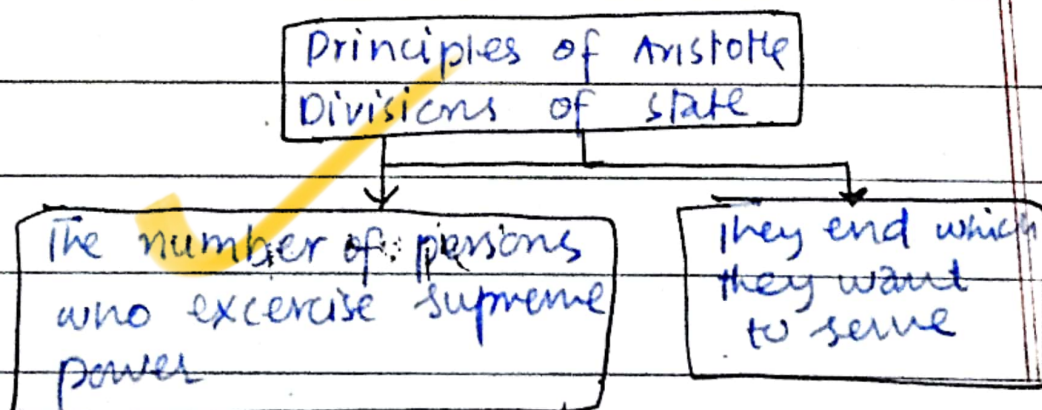 Principles of Aristotle
Divisions of state
The number of persons
who excercise supreme
power
They end which
they want
to serve